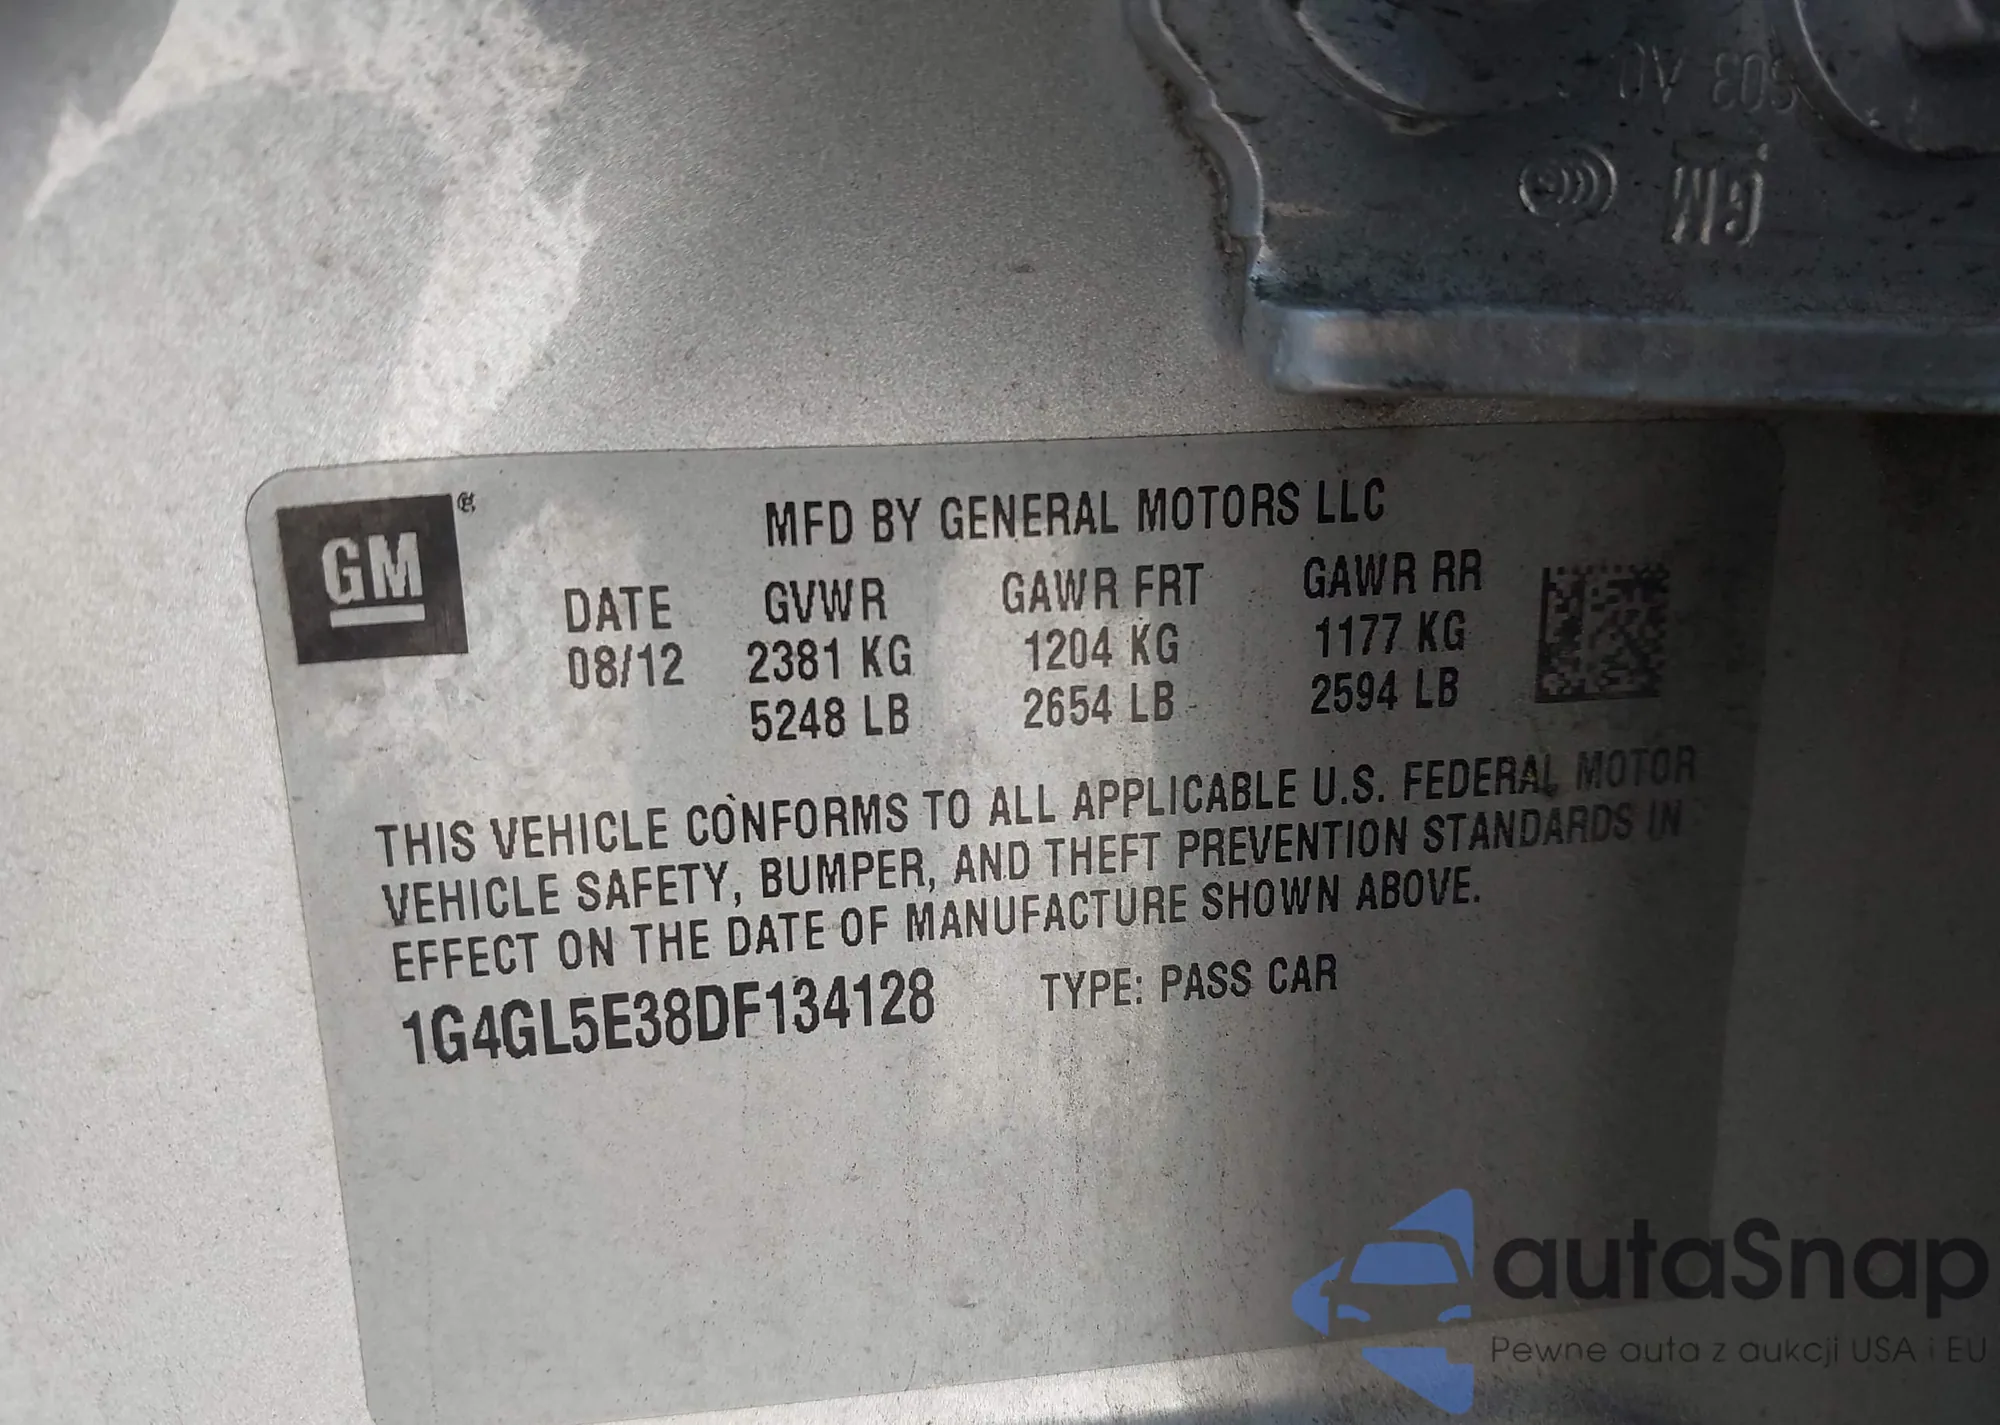 503 AU
GM
GM
MFD BY GENERAL MOTORS LLC
DATE GVWR GAWR FRT GAWR RR
08/12 2381 KG 1204 KG 1177 KG
5248 LB 2654 LB 2594 LB
THIS VEHICLE CONFORMS TO ALL APPLICABLE U.S. FEDERAL MOTOR
VEHICLE SAFETY, BUMPER, AND THEFT PREVENTION STANDARDS IN
EFFECT ON THE DATE OF MANUFACTURE SHOWN ABOVE.
1G4GL5E38DF134128 TYPE: PASS CAR
autaSnap
Pewne auta z aukcji USA i EU